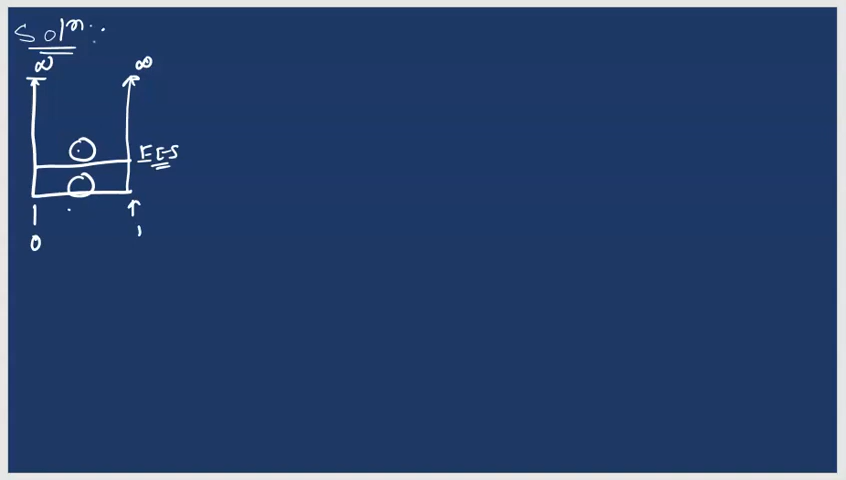 Soln:
∞ ∞
EES
0 1